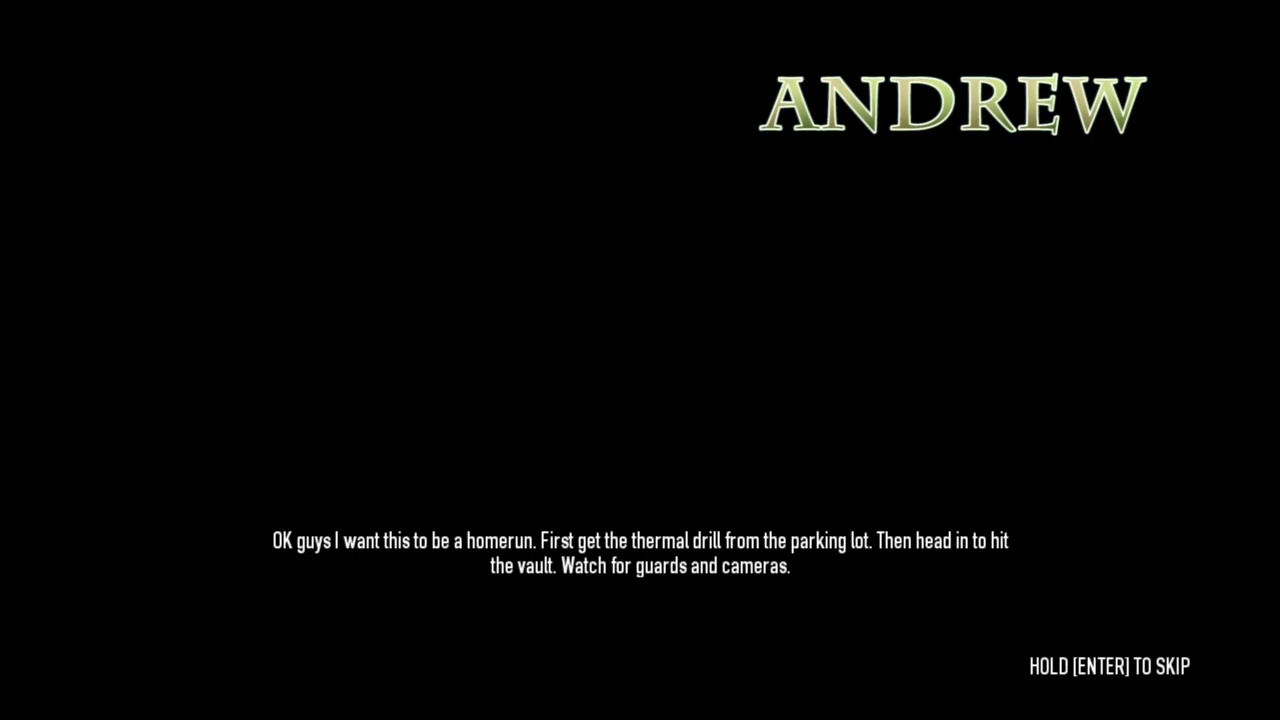 ANDREW
OK guys I want this to be a homerun. First get the thermal drill from the parking lot. Then head in to hit
the vault. Watch for guards and cameras.
HOLD [ENTER] TO SKIP